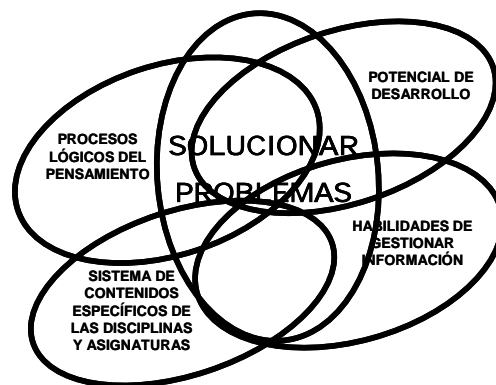 POTENCIAL DE
DESARROLLO
PROCESOS
LÓGICOS DEL
PENSAMIENTO
SOLUCIONAR
PROBLEMAS
HABILIDADES DE
GESTIONAR
INFORMACIÓN
SISTEMA DE
CONTENIDOS
ESPECÍFICOS DE
LAS DISCIPLINAS
Y ASIGNATURAS